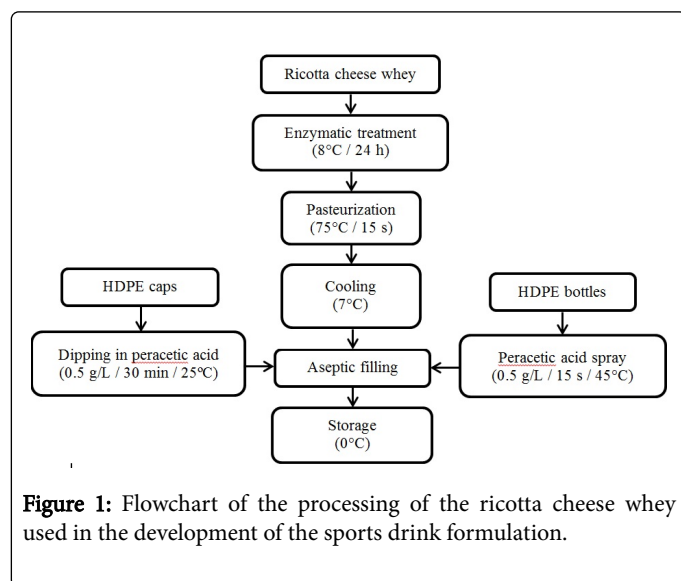 Ricotta cheese whey
Enzymatic treatment
(8°C / 24 h)
Pasteurization
(75°C / 15 s)
HDPE caps
Cooling
(7°C)
HDPE bottles
Dipping in peracetic acid
(0.5 g/L / 30 min / 25ºC)
Aseptic filling
Peracetic acid spray
(0.5 g/L / 15 s / 45°C)
Storage
(0°C)
Figure 1: Flowchart of the processing of the ricotta cheese whey
used in the development of the sports drink formulation.